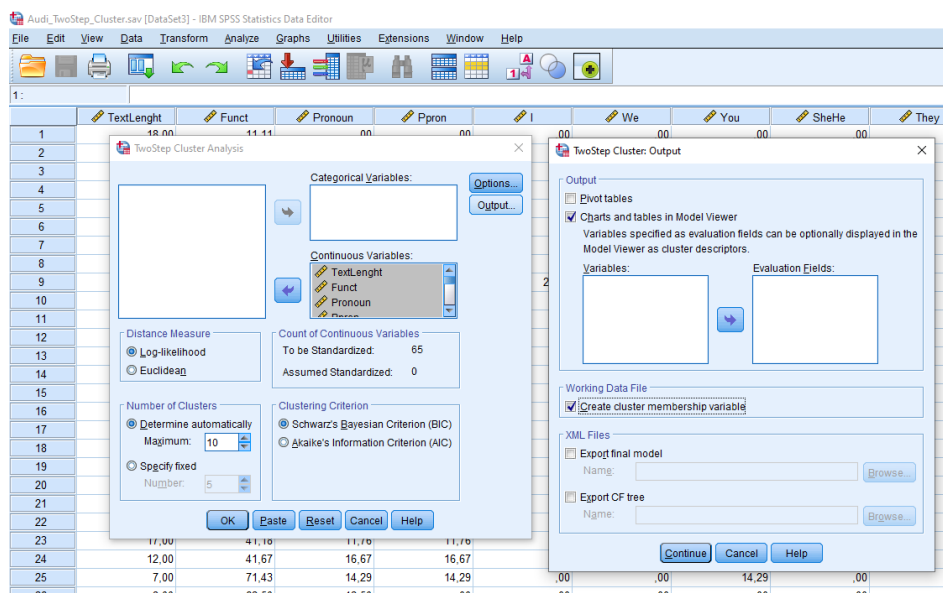 Audi_TwoStep_Cluster.sav [DataSet3] - IBM SPSS Statistics Data Editor
File Edit View Data Transform Analyze Graphs Utilities Extensions Window Help
1 :
TextLenght Funct Pronoun Ppron I We You SheHe They
1 18,00 11,11 ,00 ,00 ,00 ,00 ,00 ,00
2
3
4
5
6
7
8
9 2
10
11
12
13
14
15
16
17
18
19
20
21
22
23 17,00 41,18 11,76 11,76
24 12,00 41,67 16,67 16,67
25 7,00 71,43 14,29 14,29 ,00 ,00 14,29 ,00
TwoStep Cluster Analysis
Categorical Variables:
Options...
Output...
Continuous Variables:
TextLenght
Funct
Pronoun
Ppron
Distance Measure
Log-likelihood
Euclidean
Count of Continuous Variables
To be Standardized: 65
Assumed Standardized: 0
Number of Clusters
Determine automatically
Maximum: 10
Specify fixed
Number: 5
Clustering Criterion
Schwarz's Bayesian Criterion (BIC)
Akaike's Information Criterion (AIC)
OK Paste Reset Cancel Help
TwoStep Cluster: Output
Output
Pivot tables
Charts and tables in Model Viewer
Variables specified as evaluation fields can be optionally displayed in the
Model Viewer as cluster descriptors.
Variables: Evaluation Fields:
Working Data File
Create cluster membership variable
XML Files
Export final model
Name: Browse...
Export CF tree
Name: Browse...
Continue Cancel Help